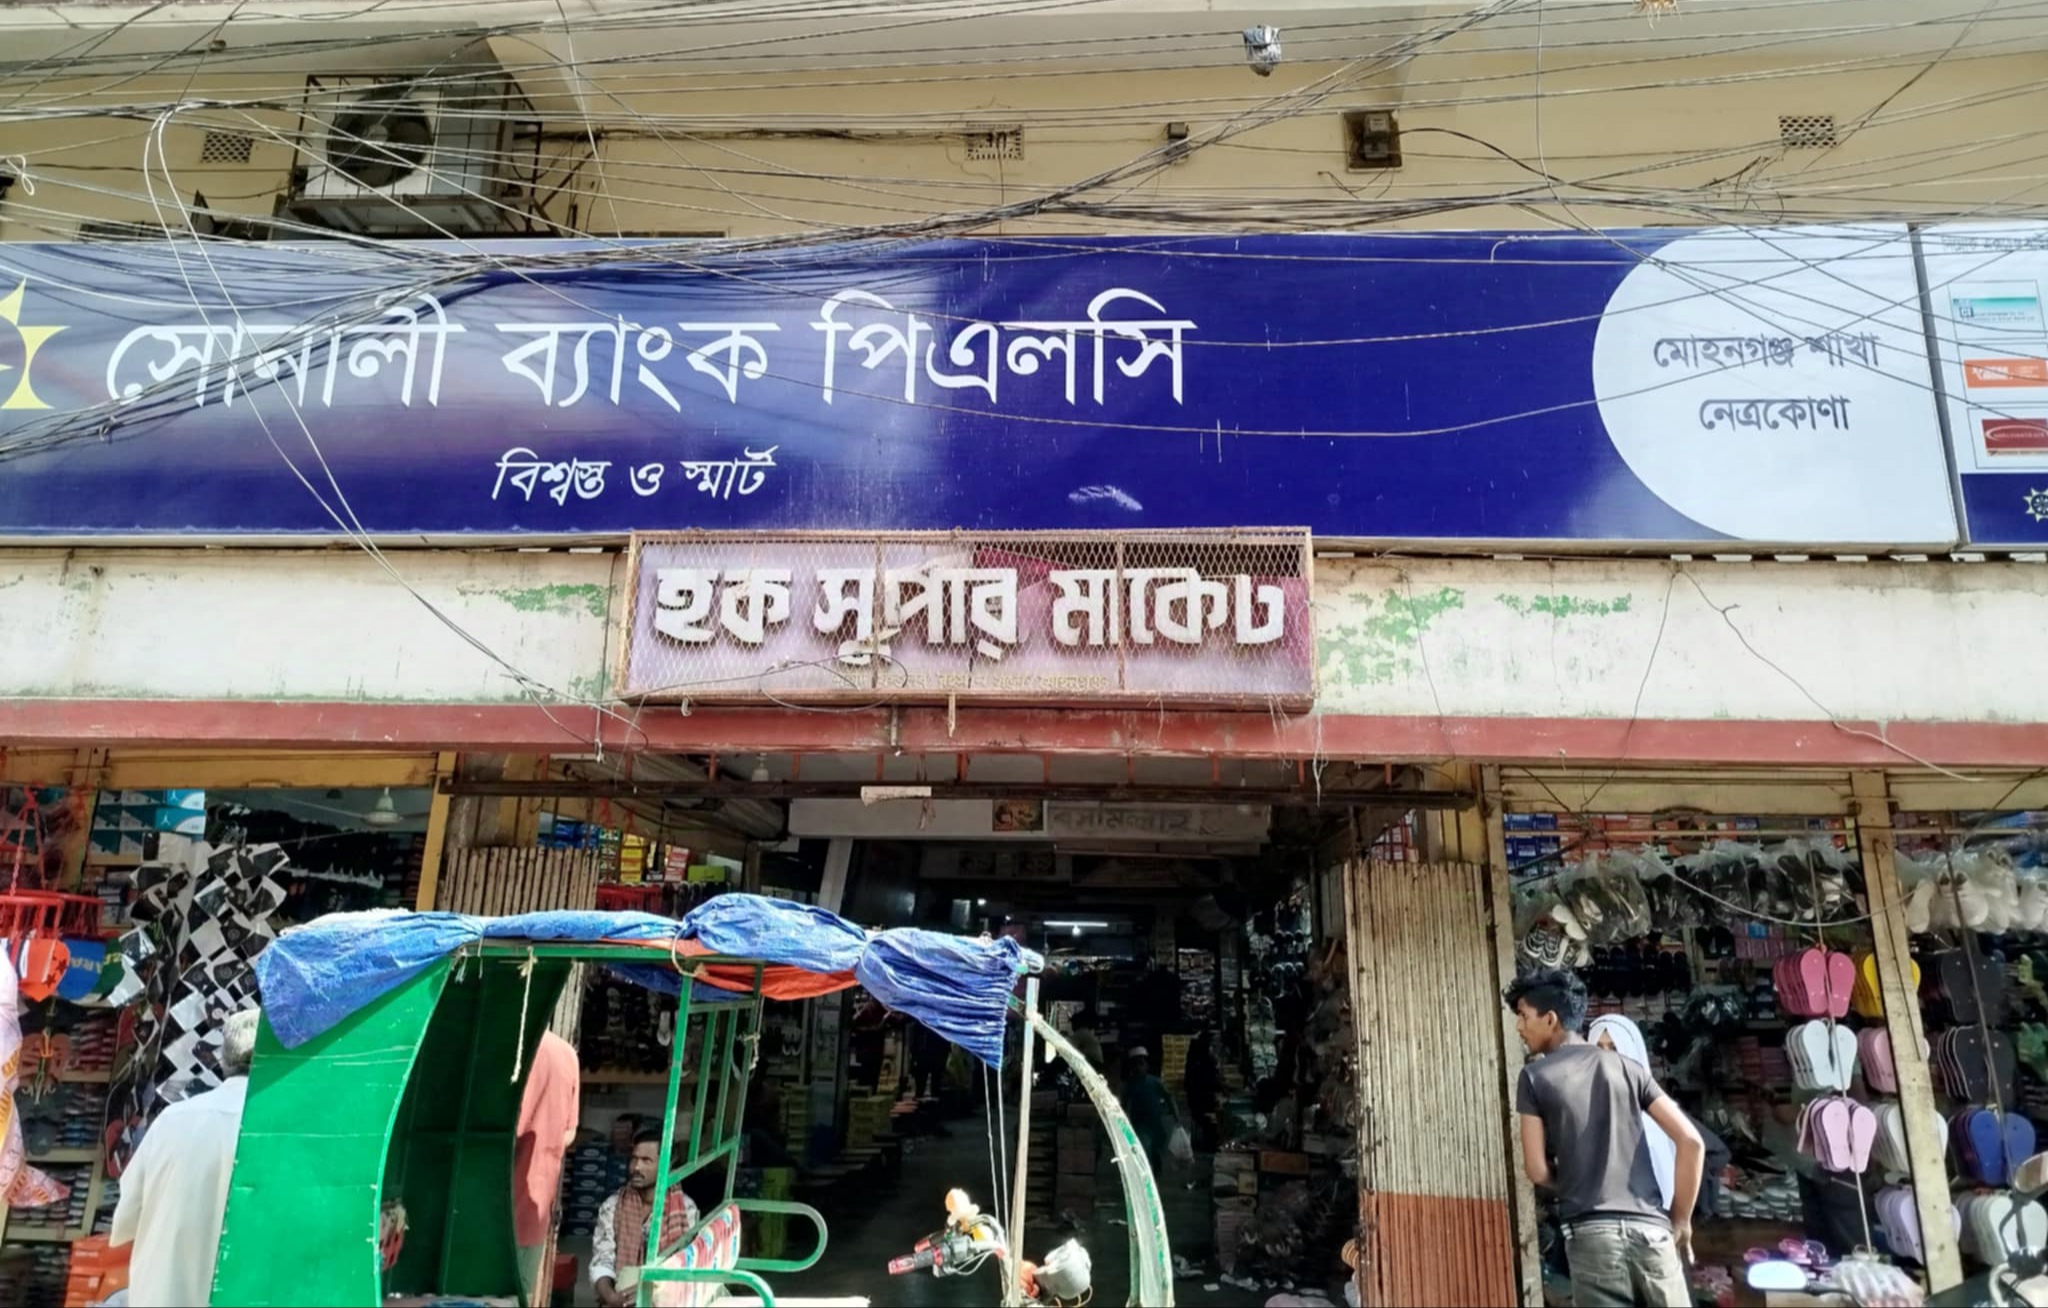 সোনালী ব্যাংক পিএলসি
বিশ্বস্ত ও স্মার্ট
মোহনগঞ্জ শাখা
নেত্রকোণা
হক সুপার মার্কেট